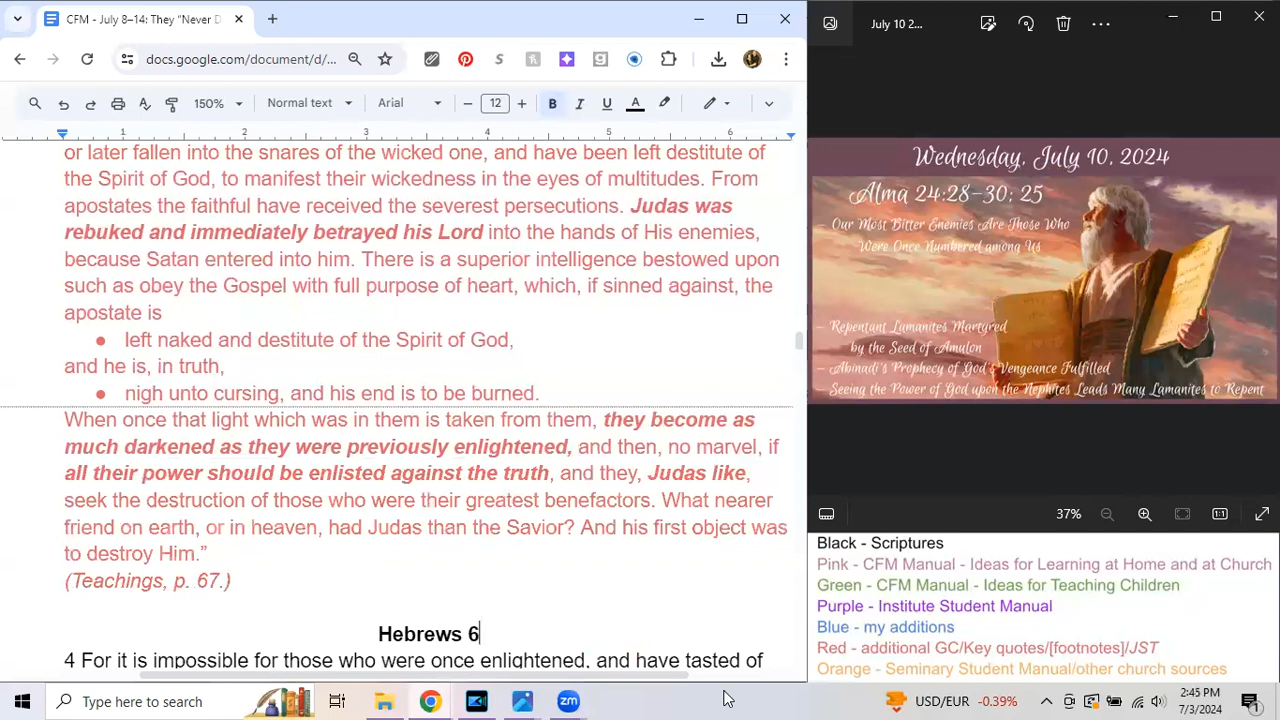 CFM - July 8–14: They “Never D
docs.google.com/document/d/...
150%
Normal text
Arial
12
B
I
U
A
1
2
3
4
5
6
or later fallen into the snares of the wicked one, and have been left destitute of
the Spirit of God, to manifest their wickedness in the eyes of multitudes. From
apostates the faithful have received the severest persecutions. Judas was
rebuked and immediately betrayed his Lord into the hands of His enemies,
because Satan entered into him. There is a superior intelligence bestowed upon
such as obey the Gospel with full purpose of heart, which, if sinned against, the
apostate is
● left naked and destitute of the Spirit of God,
and he is, in truth,
● nigh unto cursing, and his end is to be burned.
When once that light which was in them is taken from them, they become as
much darkened as they were previously enlightened, and then, no marvel, if
all their power should be enlisted against the truth, and they, Judas like,
seek the destruction of those who were their greatest benefactors. What nearer
friend on earth, or in heaven, had Judas than the Savior? And his first object was
to destroy Him.”
(Teachings, p. 67.)
Hebrews 6
4 For it is impossible for those who were once enlightened, and have tasted of
July 10 2...
Wednesday, July 10, 2024
Alma 24:28-30; 25
- Our Most Bitter Enemies Are Those Who
Were Once Numbered among Us
- Repentant Lamanites Martyred
by the Seed of Amulon
- Abinadi's Prophecy of God's Vengeance Fulfilled
- Seeing the Power of God upon the Nephites Leads Many Lamanites to Repent
37%
1:1
Black - Scriptures
Pink - CFM Manual - Ideas for Learning at Home and at Church
Green - CFM Manual - Ideas for Teaching Children
Purple - Institute Student Manual
Blue - my additions
Red - additional GC/Key quotes/[footnotes]/JST
Orange - Seminary Student Manual/other church sources
Type here to search
zm
USD/EUR -0.39%
2:45 PM
7/3/2024
1